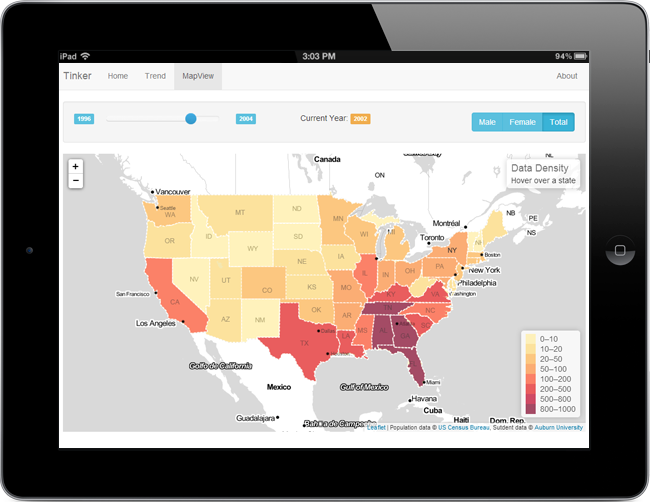 iPad 3:03 PM 94%
Tinker Home Trend MapView About
1996 2004 Current Year: 2002 Male Female Total
+
−
Canada
ON
NL
Data Density
Hover over a state
Vancouver
Seattle
WA
MT
ND
MN
Montréal
NB
PE
NS
Toronto
OR
ID
WY
SD
WI
MI
NY
NH
Boston
New York
Philadelphia
Washington
NV
UT
CO
NE
KS
IA
IL
IN
OH
PA
San Francisco
CA
Los Angeles
AZ
NM
OK
MO
AR
KY
VA
TN
NC
SC
TX
Dallas
LA
MS
AL
Atlanta
GA
Golfo de California
Mexico
Gulf of Mexico
Miami
Havana
Cuba
Guadalajara
Bahía de Campeche
Haiti
Dom. Rep.
0–10
10–20
20–50
50–100
100–200
200–500
500–800
800–1000
Leaflet | Population data © US Census Bureau, Sutdent data © Auburn University